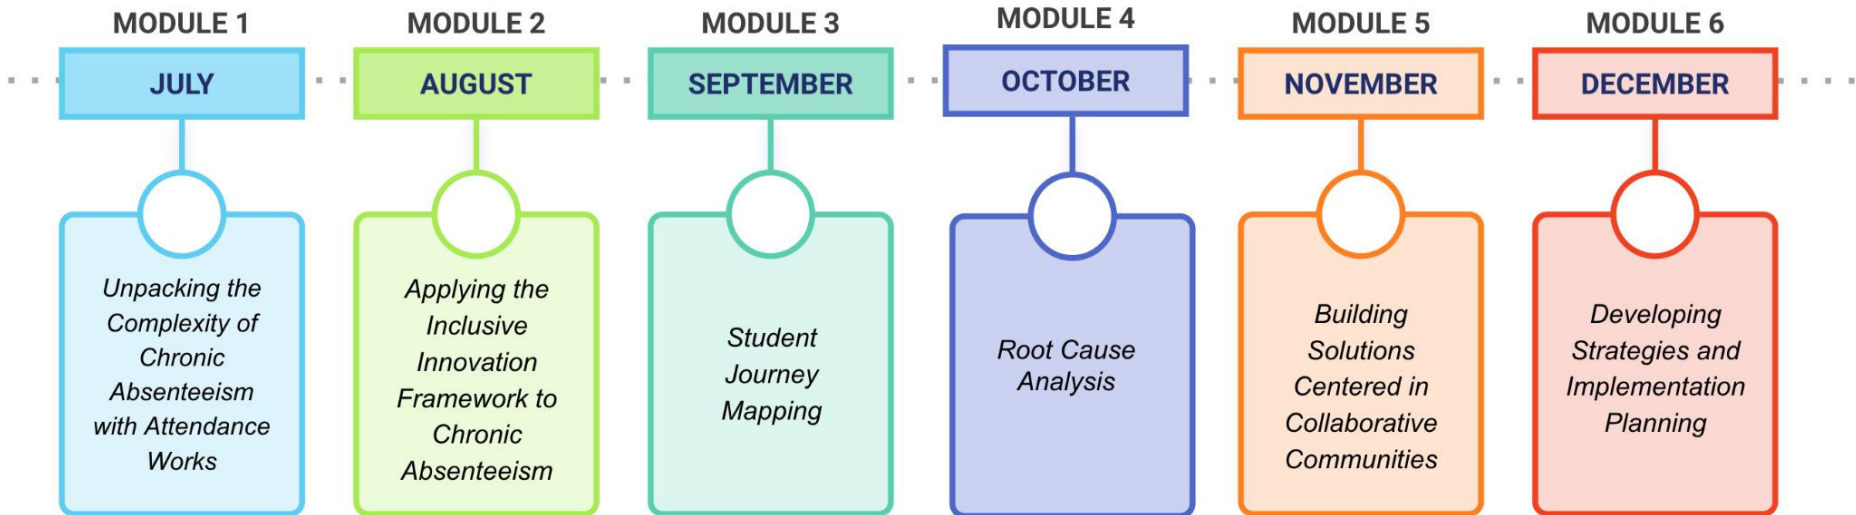 MODULE 1
JULY
Unpacking the
Complexity of
Chronic
Absenteeism
with Attendance
Works
MODULE 2
AUGUST
Applying the
Inclusive
Innovation
Framework to
Chronic
Absenteeism
MODULE 3
SEPTEMBER
Student
Journey
Mapping
MODULE 4
OCTOBER
Root Cause
Analysis
MODULE 5
NOVEMBER
Building
Solutions
Centered in
Collaborative
Communities
MODULE 6
DECEMBER
Developing
Strategies and
Implementation
Planning